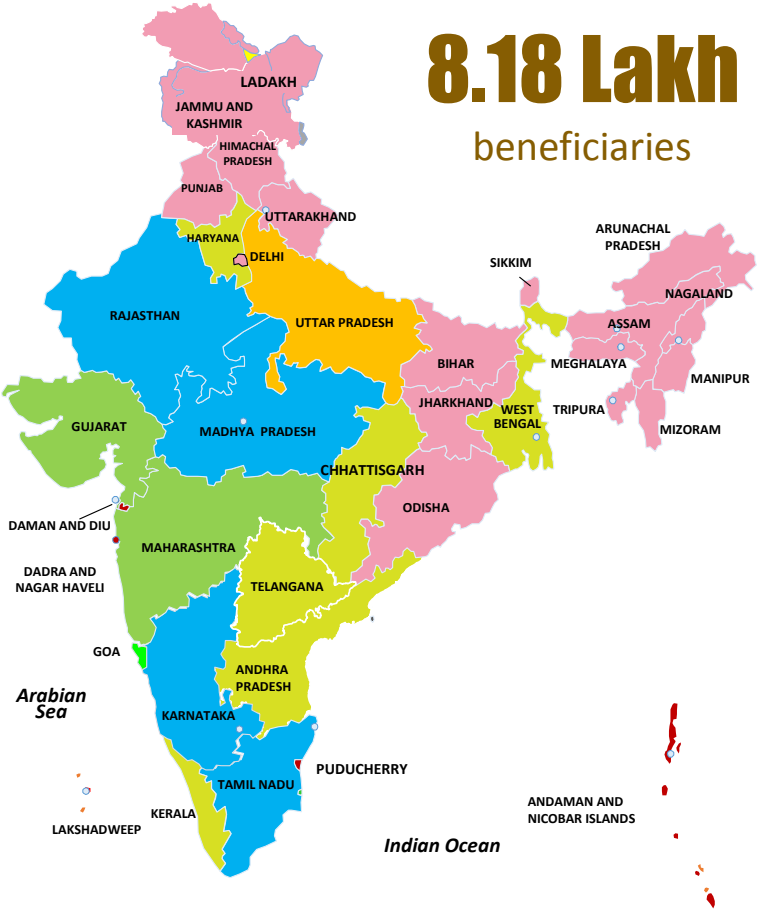 8.18 Lakh
beneficiaries
LADAKH
JAMMU AND
KASHMIR
HIMACHAL
PRADESH
PUNJAB
UTTARAKHAND
HARYANA
DELHI
ARUNACHAL
PRADESH
SIKKIM
NAGALAND
RAJASTHAN
UTTAR PRADESH
ASSAM
BIHAR
MEGHALAYA
MANIPUR
JHARKHAND
WEST
BENGAL
TRIPURA
GUJARAT
MADHYA PRADESH
MIZORAM
CHHATTISGARH
ODISHA
DAMAN AND DIU
MAHARASHTRA
DADRA AND
NAGAR HAVELI
TELANGANA
GOA
ANDHRA
PRADESH
Arabian
Sea
KARNATAKA
PUDUCHERRY
TAMIL NADU
KERALA
ANDAMAN AND
NICOBAR ISLANDS
LAKSHADWEEP
Indian Ocean